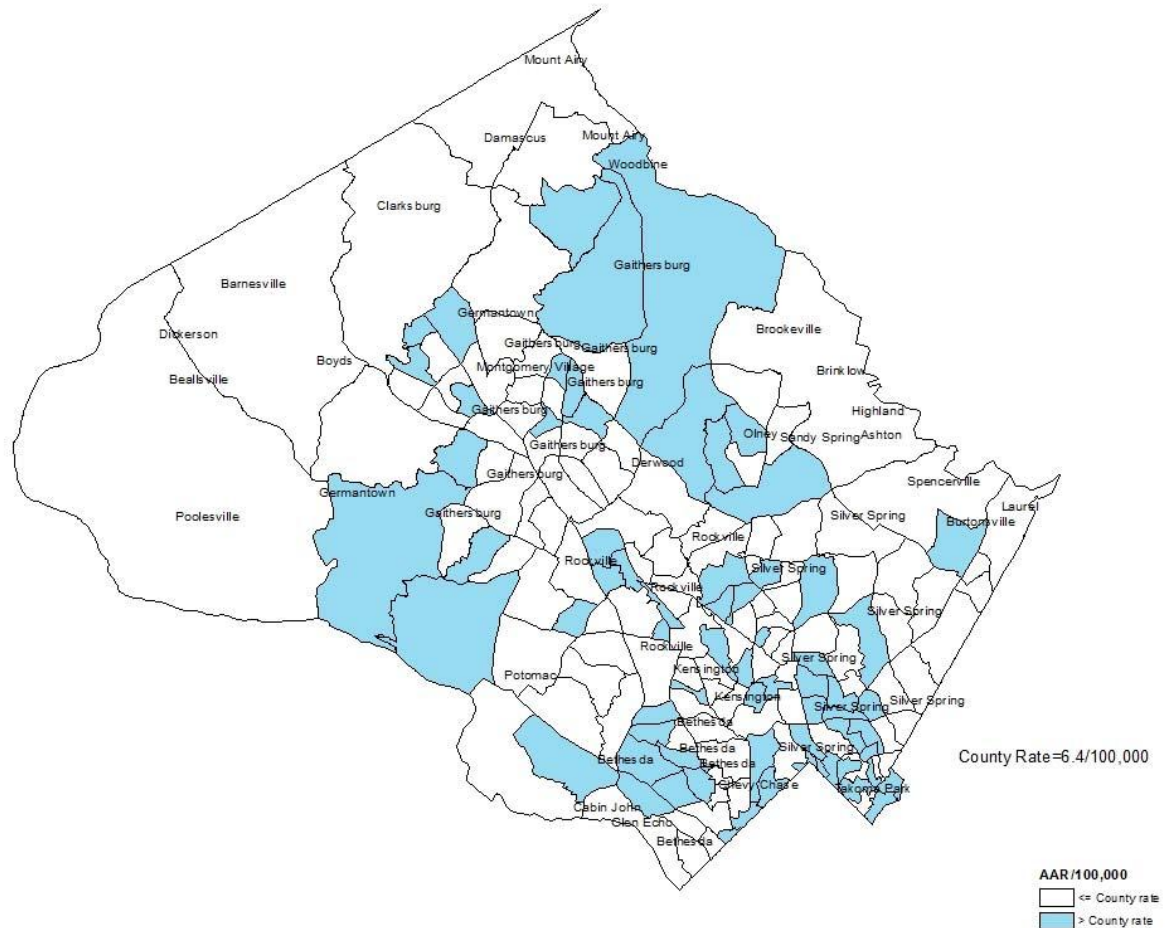 Mount Airy
Damascus
Mount Airy
Woodbine
Clarksburg
Gaithersburg
Barnesville
Germantown
Dickerson
Brookeville
Gaithersburg
Gaithersburg
Boyds
Montgomery Village
Brinklow
Beallsville
Gaithersburg
Gaithersburg
Highland
Olney
Sandy Spring
Ashton
Gaithersburg
Derwood
Gaithersburg
Spencerville
Germantown
Laurel
Poolesville
Gaithersburg
Silver Spring
Burtonsville
Rockville
Rockville
Silver Spring
Rockville
Silver Spring
Rockville
Silver Spring
Kensington
Potomac
Kensington
Silver Spring
Silver Spring
Bethesda
Bethesda
Silver Spring
Bethesda
Bethesda
County Rate=6.4/100,000
Chevy Chase
Takoma Park
Cabin John
Glen Echo
Bethesda
AAR/100,000
<= County rate
> County rate